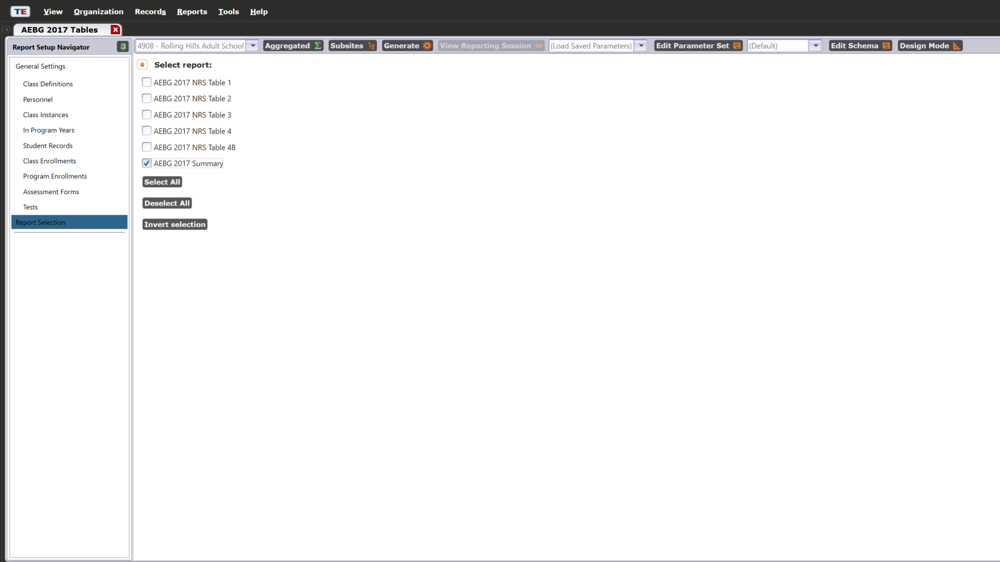 TE View Organization Records Reports Tools Help
AEBG 2017 Tables
Report Setup Navigator
4908 - Rolling Hills Adult School Aggregated Subsites Generate View Reporting Session (Load Saved Parameters) Edit Parameter Set (Default) Edit Schema Design Mode
General Settings
Class Definitions
Personnel
Class Instances
In Program Years
Student Records
Class Enrollments
Program Enrollments
Assessment Forms
Tests
Report Selection
Select report:
AEBG 2017 NRS Table 1
AEBG 2017 NRS Table 2
AEBG 2017 NRS Table 3
AEBG 2017 NRS Table 4
AEBG 2017 NRS Table 4B
AEBG 2017 Summary
Select All
Deselect All
Invert selection